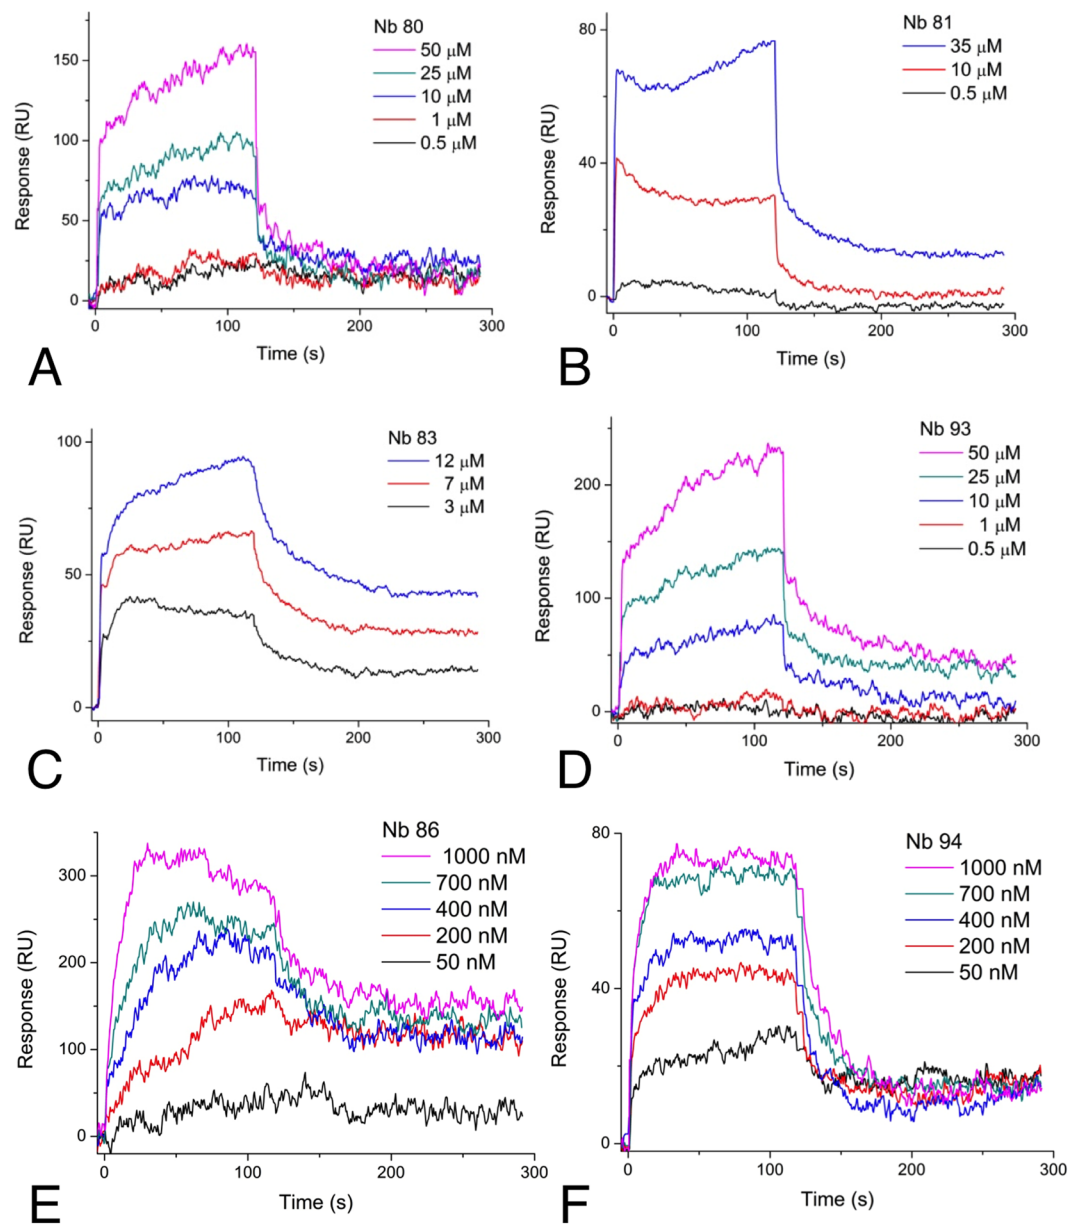 Nb 80
50 μM
25 μM
10 μM
1 μM
0.5 μM
150
100
50
0
Response (RU)
0 100 200 300
Time (s)
A
Nb 81
35 μM
10 μM
0.5 μM
80
40
0
Response (RU)
0 100 200 300
Time (s)
B
Nb 83
12 μM
7 μM
3 μM
100
50
0
Response (RU)
0 100 200 300
Time (s)
C
Nb 93
50 μM
25 μM
10 μM
1 μM
0.5 μM
200
100
0
Response (RU)
0 100 200 300
Time (s)
D
Nb 86
1000 nM
700 nM
400 nM
200 nM
50 nM
300
200
100
0
Response (RU)
0 100 200 300
Time (s)
E
Nb 94
1000 nM
700 nM
400 nM
200 nM
50 nM
80
40
0
Response (RU)
0 100 200 300
Time (s)
F